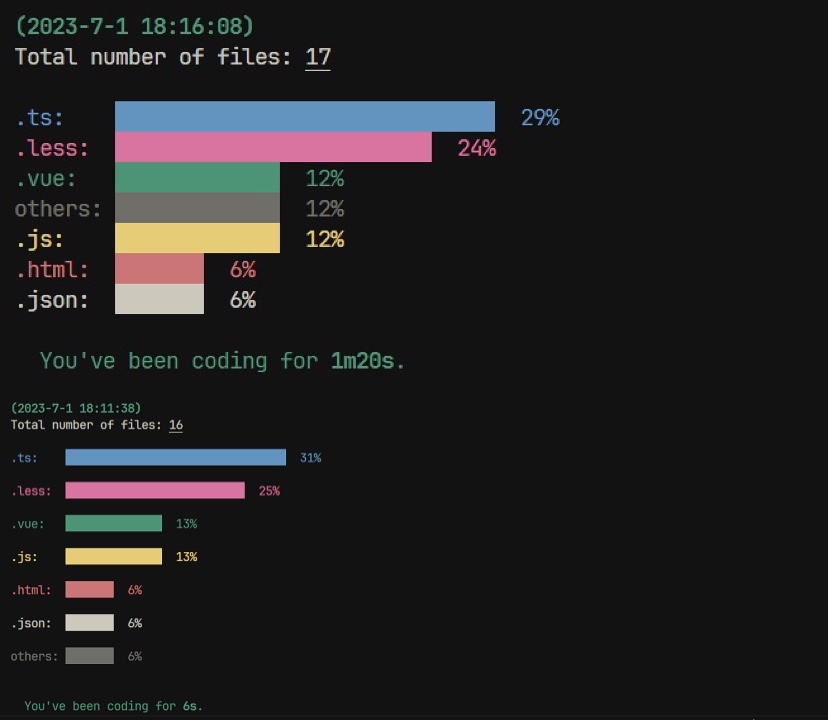 (2023-7-1 18:16:08)
Total number of files: 17
.ts: 29%
.less: 24%
.vue: 12%
others: 12%
.js: 12%
.html: 6%
.json: 6%
You've been coding for 1m20s.
(2023-7-1 18:11:38)
Total number of files: 16
.ts: 31%
.less: 25%
.vue: 13%
.js: 13%
.html: 6%
.json: 6%
others: 6%
You've been coding for 6s.